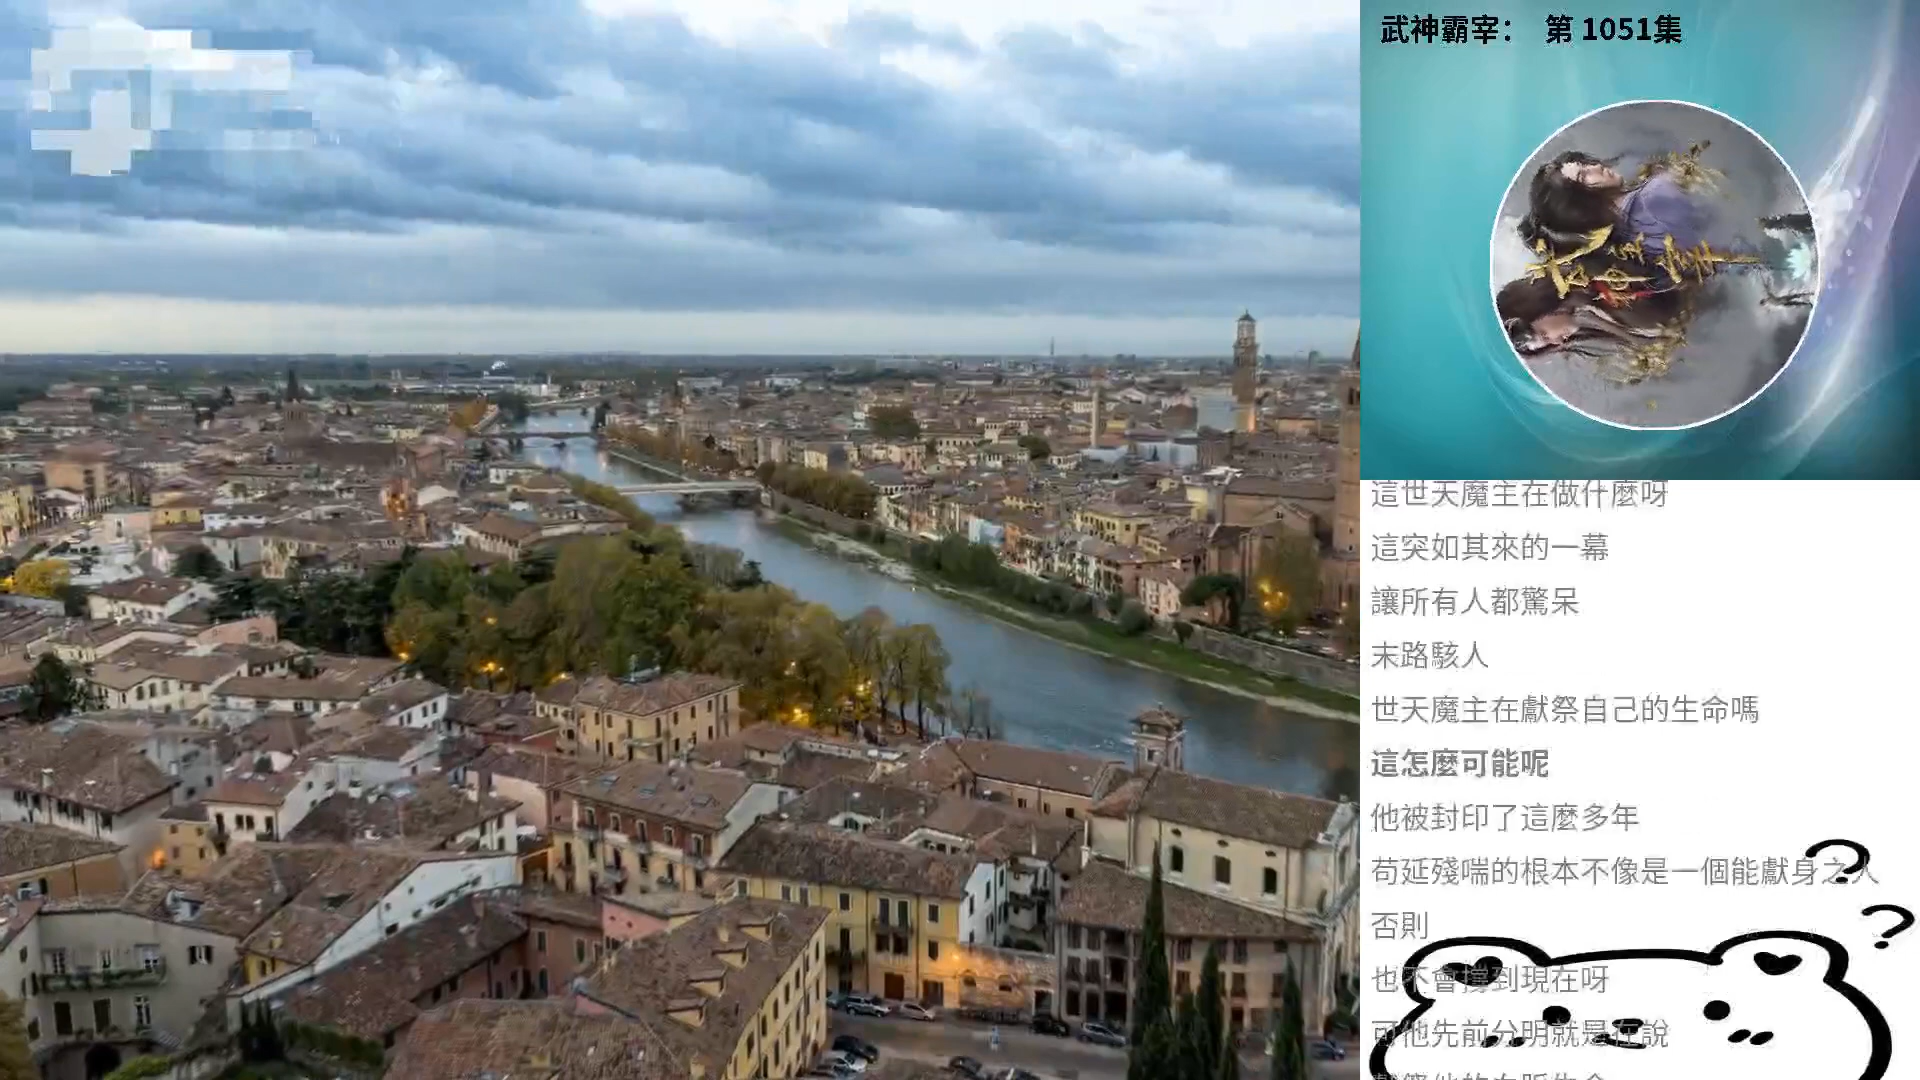 武神霸宰： 第 1051集
這世天魔主在做什麼呀
這突如其來的一幕
讓所有人都驚呆
末路駭人
世天魔主在獻祭自己的生命嗎
這怎麼可能呢
他被封印了這麼多年
苟延殘喘的根本不像是一個能獻身之人
否則
也不會撐到現在呀
可他先前分明就是在說
? ?